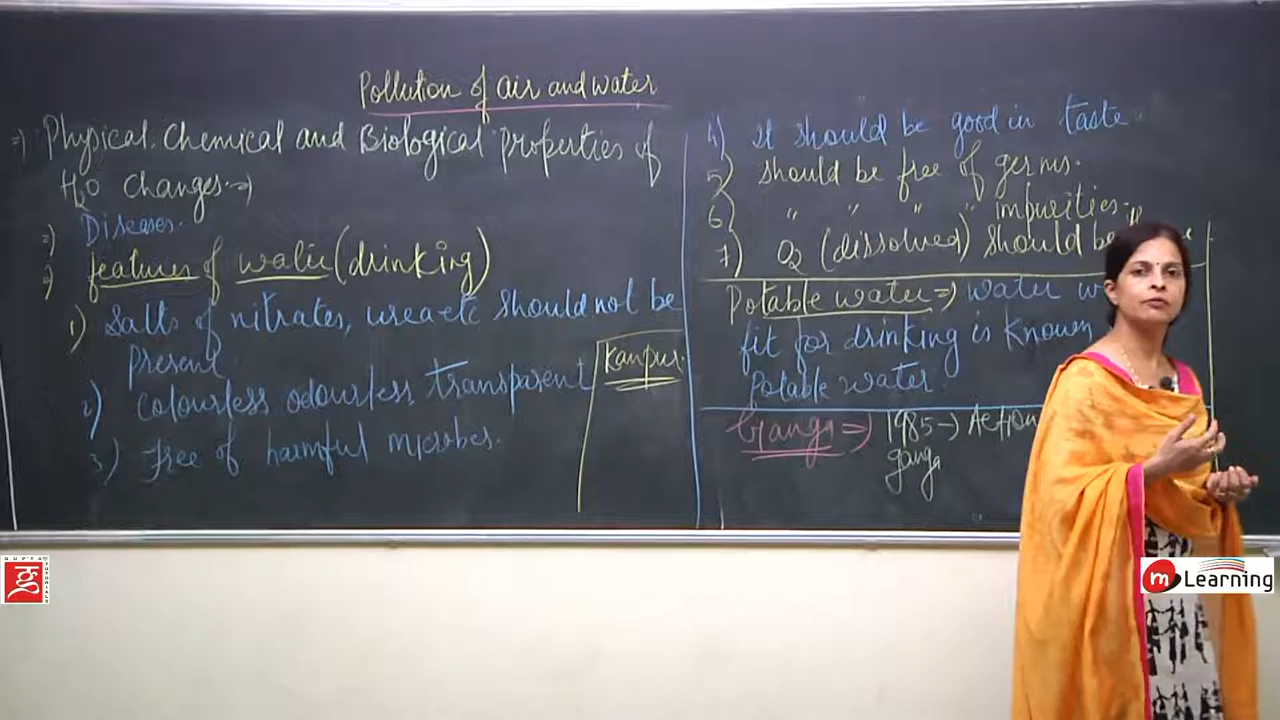 Pollution of air and water
=) Physical. Chemical and Biological properties of
H2O Changes =)
=) Diseases.
=) features of water (drinking)
1) Salts of nitrates, urea etc should not be
present
2) Colourless odourless, transparent
3) Free of harmful microbes.
Kanpur.
4) it should be good in taste.
5) should be free of germs.
6) " " " " impurities.
7) O2 (dissolved) should be
Potable water => water
fit for drinking is known
Potable water.
Ganga => 1985 -> Action
ganga
GUPTA TUTORIALS
m Learning